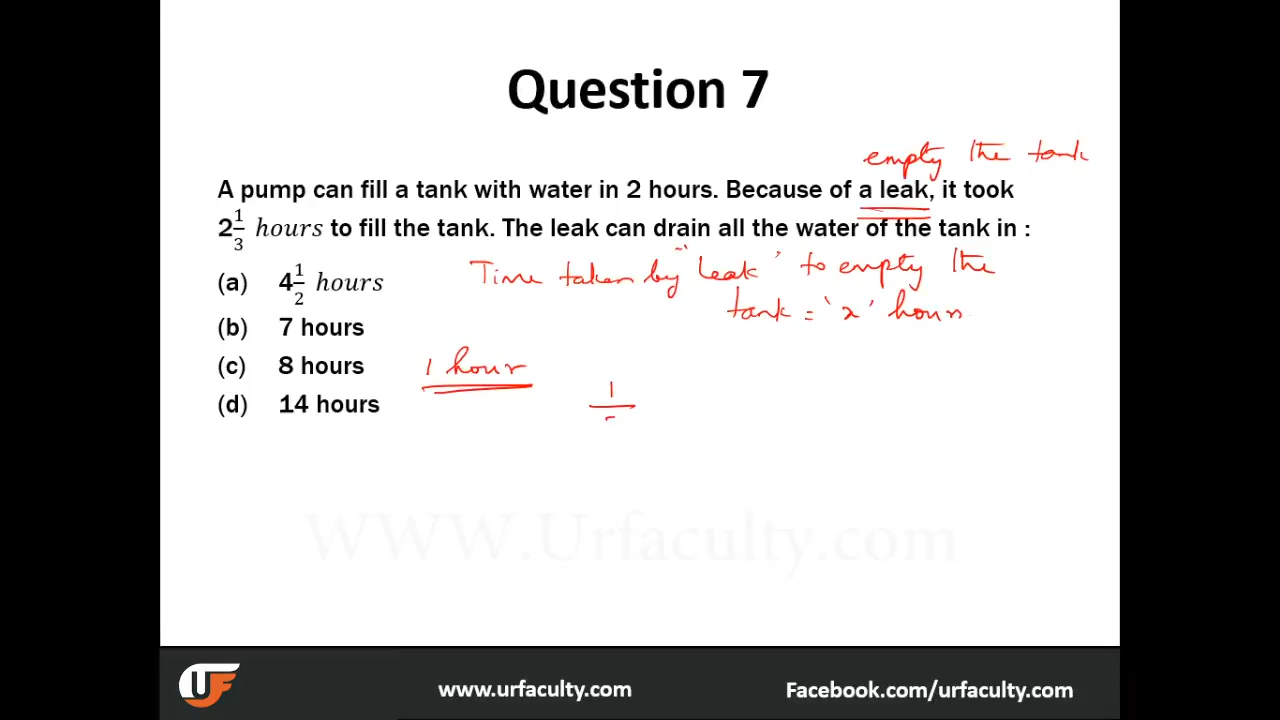 Question 7
empty the tank
A pump can fill a tank with water in 2 hours. Because of a leak, it took
2 1/3 hours to fill the tank. The leak can drain all the water of the tank in :
Time taken by "leak" to empty the
tank = 'x' hours
(a) 4 1/2 hours
(b) 7 hours
(c) 8 hours
1 hour
(d) 14 hours
1
WWW.Urfaculty.com
UF
www.urfaculty.com
Facebook.com/urfaculty.com